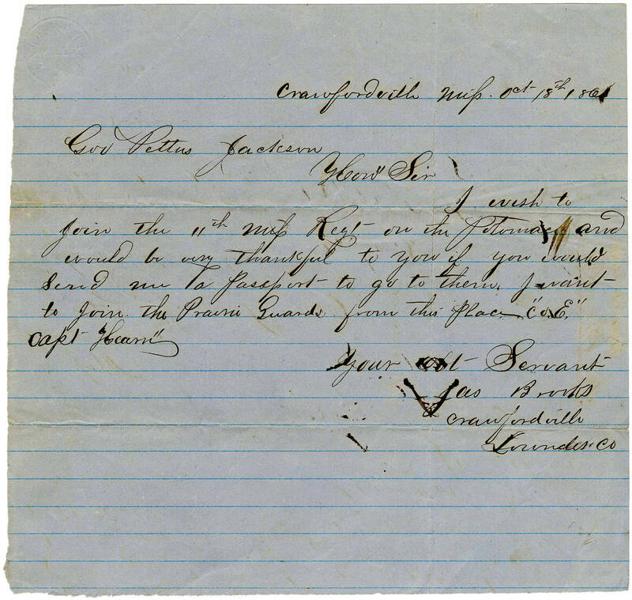 Crawfordville Miss. Oct 18th 1861
Gov Pettus Jackson
Hon Sir
I wish to
Join the 11th Miss Regt on the Potomac and
would be very thankful to you if you would
send me a Passport to go to them. I want
to Join the Prairie Guards from this Place "Co. E."
Capt Hearn
Your obt Servant
Jas Brooks
Crawfordville
Lowndes. Co